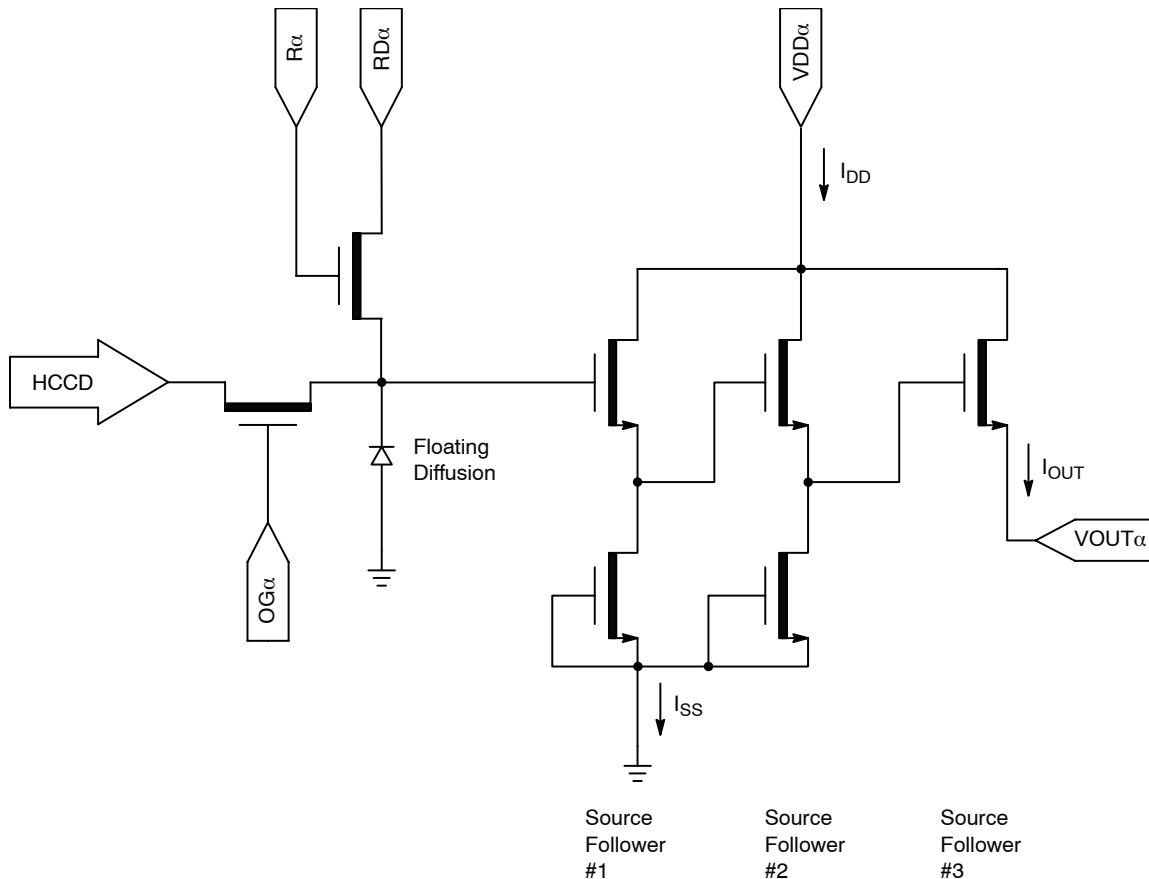 Rα
RDα
VDDα
IDD
HCCD
Floating
Diffusion
IOUT
VOUTα
OGα
ISS
Source
Follower
#1
Source
Follower
#2
Source
Follower
#3